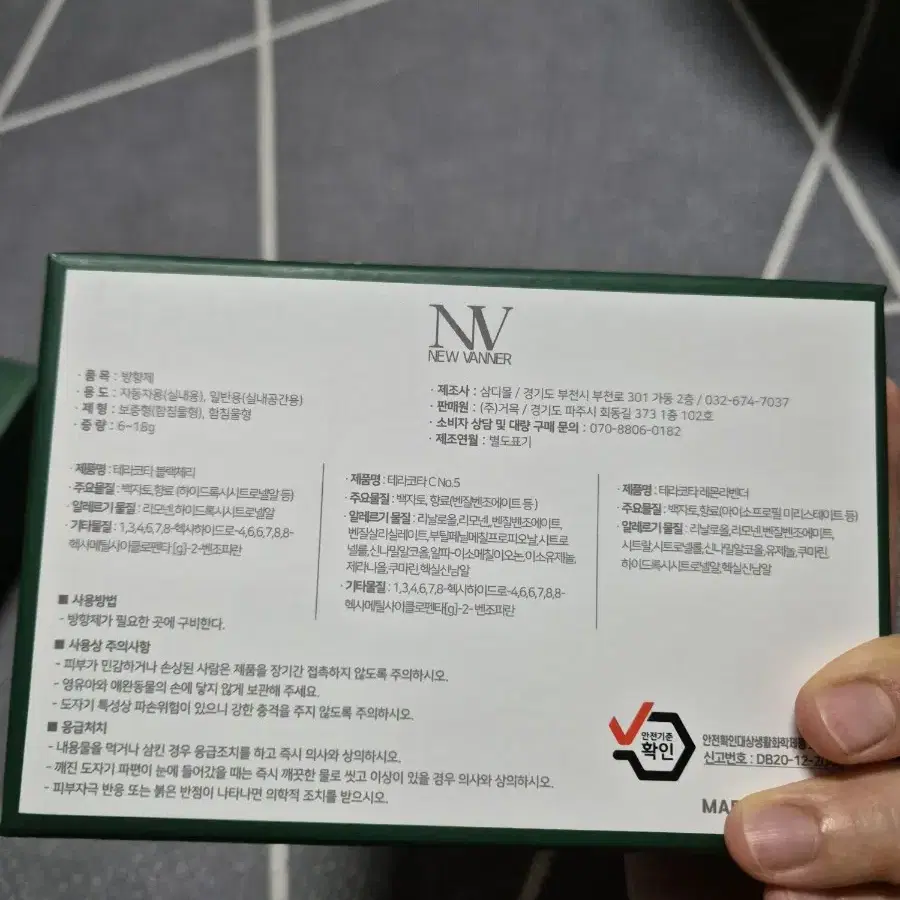 NV
NEW VANNER
· 품 목 : 방향제
· 용 도 : 자동차용(실내용), 일반용(실내공간용)
· 제 형 : 보충형(함침울형), 함침울형
· 중 량 : 6~18g
· 제조사 : 삼디몰 / 경기도 부천시 부천로 301 가동 2층 / 032-674-7037
· 판매원 : (주)거목 / 경기도 파주시 회동길 373 1층 102호
· 소비자 상담 및 대량 구매 문의 : 070-8806-0182
· 제조연월 : 별도표기
· 제품명 : 테라코타 블랙체리
· 주요물질 : 백자토, 향료 (하이드록시시트로넬알 등)
· 알레르기 물질 : 리모넨, 하이드록시시트로넬알
· 기타물질 : 1,3,4,6,7,8-헥사하이드로-4,6,6,7,8,8-
헥사메틸사이클로펜타 [g]-2-벤조피란
· 제품명 : 테라코타 C No.5
· 주요물질 : 백자토, 향료(벤질벤조에이트 등)
· 알레르기 물질 : 리날로올, 리모넨, 벤질벤조에이트,
벤질살리실레이트, 부틸페닐메칠프로피오날, 시트로
넬롤, 신나밀알코올, 알파-이소메칠이오논, 이소유제놀,
제라니올, 쿠마린, 헥실신남알
· 기타물질 : 1,3,4,6,7,8-헥시하이드로-4,6,6,7,8,8-
헥사메틸사이클로펜타[g]-2- 벤조피란
· 제품명 : 테라코타 레몬라벤더
· 주요물질 : 백자토, 향료(아이소프로필 미리스테이트 등)
· 알레르기 물질 : 리날로올, 리모넨, 벤질벤조에이트,
시트랄, 시트로넬롤, 신나밀알코올, 유제놀, 쿠마린,
하이드록시시트로넬알, 헥실신남알
■ 사용방법
- 방향제가 필요한 곳에 구비한다.
■ 사용상 주의사항
- 피부가 민감하거나 손상된 사람은 제품을 장기간 접촉하지 않도록 주의하시오.
- 영유아와 애완동물의 손에 닿지 않게 보관해 주세요.
- 도자기 특성상 파손위험이 있으니 강한 충격을 주지 않도록 주의하시오.
■ 응급처치
- 내용물을 먹거나 삼킨 경우 응급조치를 하고 즉시 의사와 상의하시오.
- 깨진 도자기 파편이 눈에 들어갔을 때는 즉시 깨끗한 물로 씻고 이상이 있을 경우 의사와 상의하시오.
- 피부자극 반응 또는 붉은 반점이 나타나면 의학적 조치를 받으시오.
안전기준
확인
안전확인대상생활화학제품
신고번호 : DB20-12-